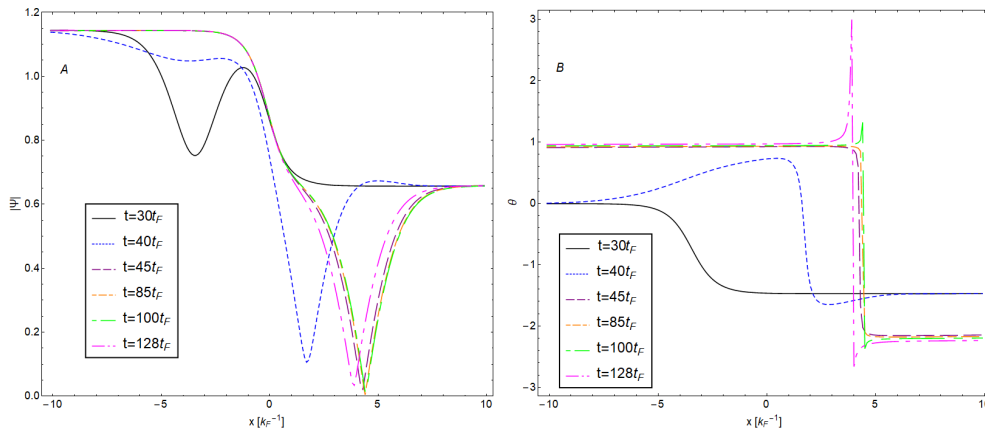 A
1.2
1.0
0.8
0.6
0.4
0.2
0.0
|Ψ|
t=30t_F
t=40t_F
t=45t_F
t=85t_F
t=100t_F
t=128t_F
-10
-5
0
5
10
x [k_F⁻¹]
B
3
2
1
0
-1
-2
-3
θ
t=30t_F
t=40t_F
t=45t_F
t=85t_F
t=100t_F
t=128t_F
-10
-5
0
5
10
x [k_F⁻¹]